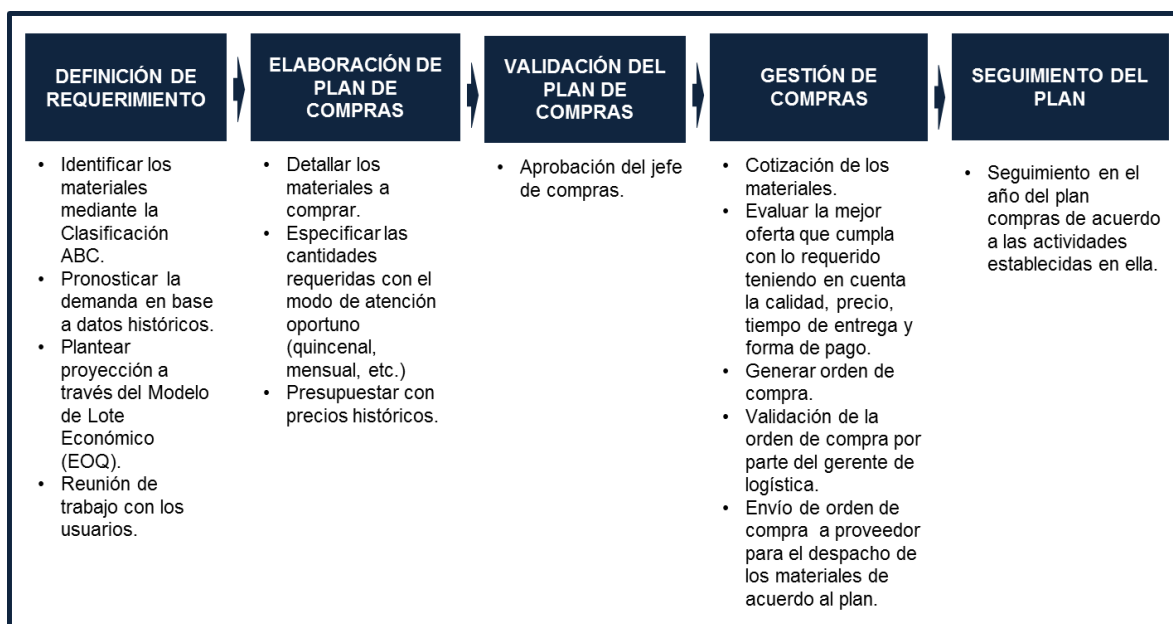 DEFINICIÓN DE
REQUERIMIENTO
ELABORACIÓN DE
PLAN DE
COMPRAS
VALIDACIÓN DEL
PLAN DE
COMPRAS
GESTIÓN DE
COMPRAS
SEGUIMIENTO DEL
PLAN
• Identificar los
materiales
mediante la
Clasificación
ABC.
• Pronosticar la
demanda en base
a datos históricos.
• Plantear
proyección a
través del Modelo
de Lote
Económico
(EOQ).
• Reunión de
trabajo con los
usuarios.
• Detallar los
materiales a
comprar.
• Especificar las
cantidades
requeridas con el
modo de atención
oportuno
(quincenal,
mensual, etc.)
• Presupuestar con
precios históricos.
• Aprobación del jefe
de compras.
• Cotización de los
materiales.
• Evaluar la mejor
oferta que cumpla
con lo requerido
teniendo en cuenta
la calidad, precio,
tiempo de entrega y
forma de pago.
• Generar orden de
compra.
• Validación de la
orden de compra por
parte del gerente de
logística.
• Envío de orden de
compra a proveedor
para el despacho de
los materiales de
acuerdo al plan.
• Seguimiento en el
año del plan
compras de acuerdo
a las actividades
establecidas en ella.